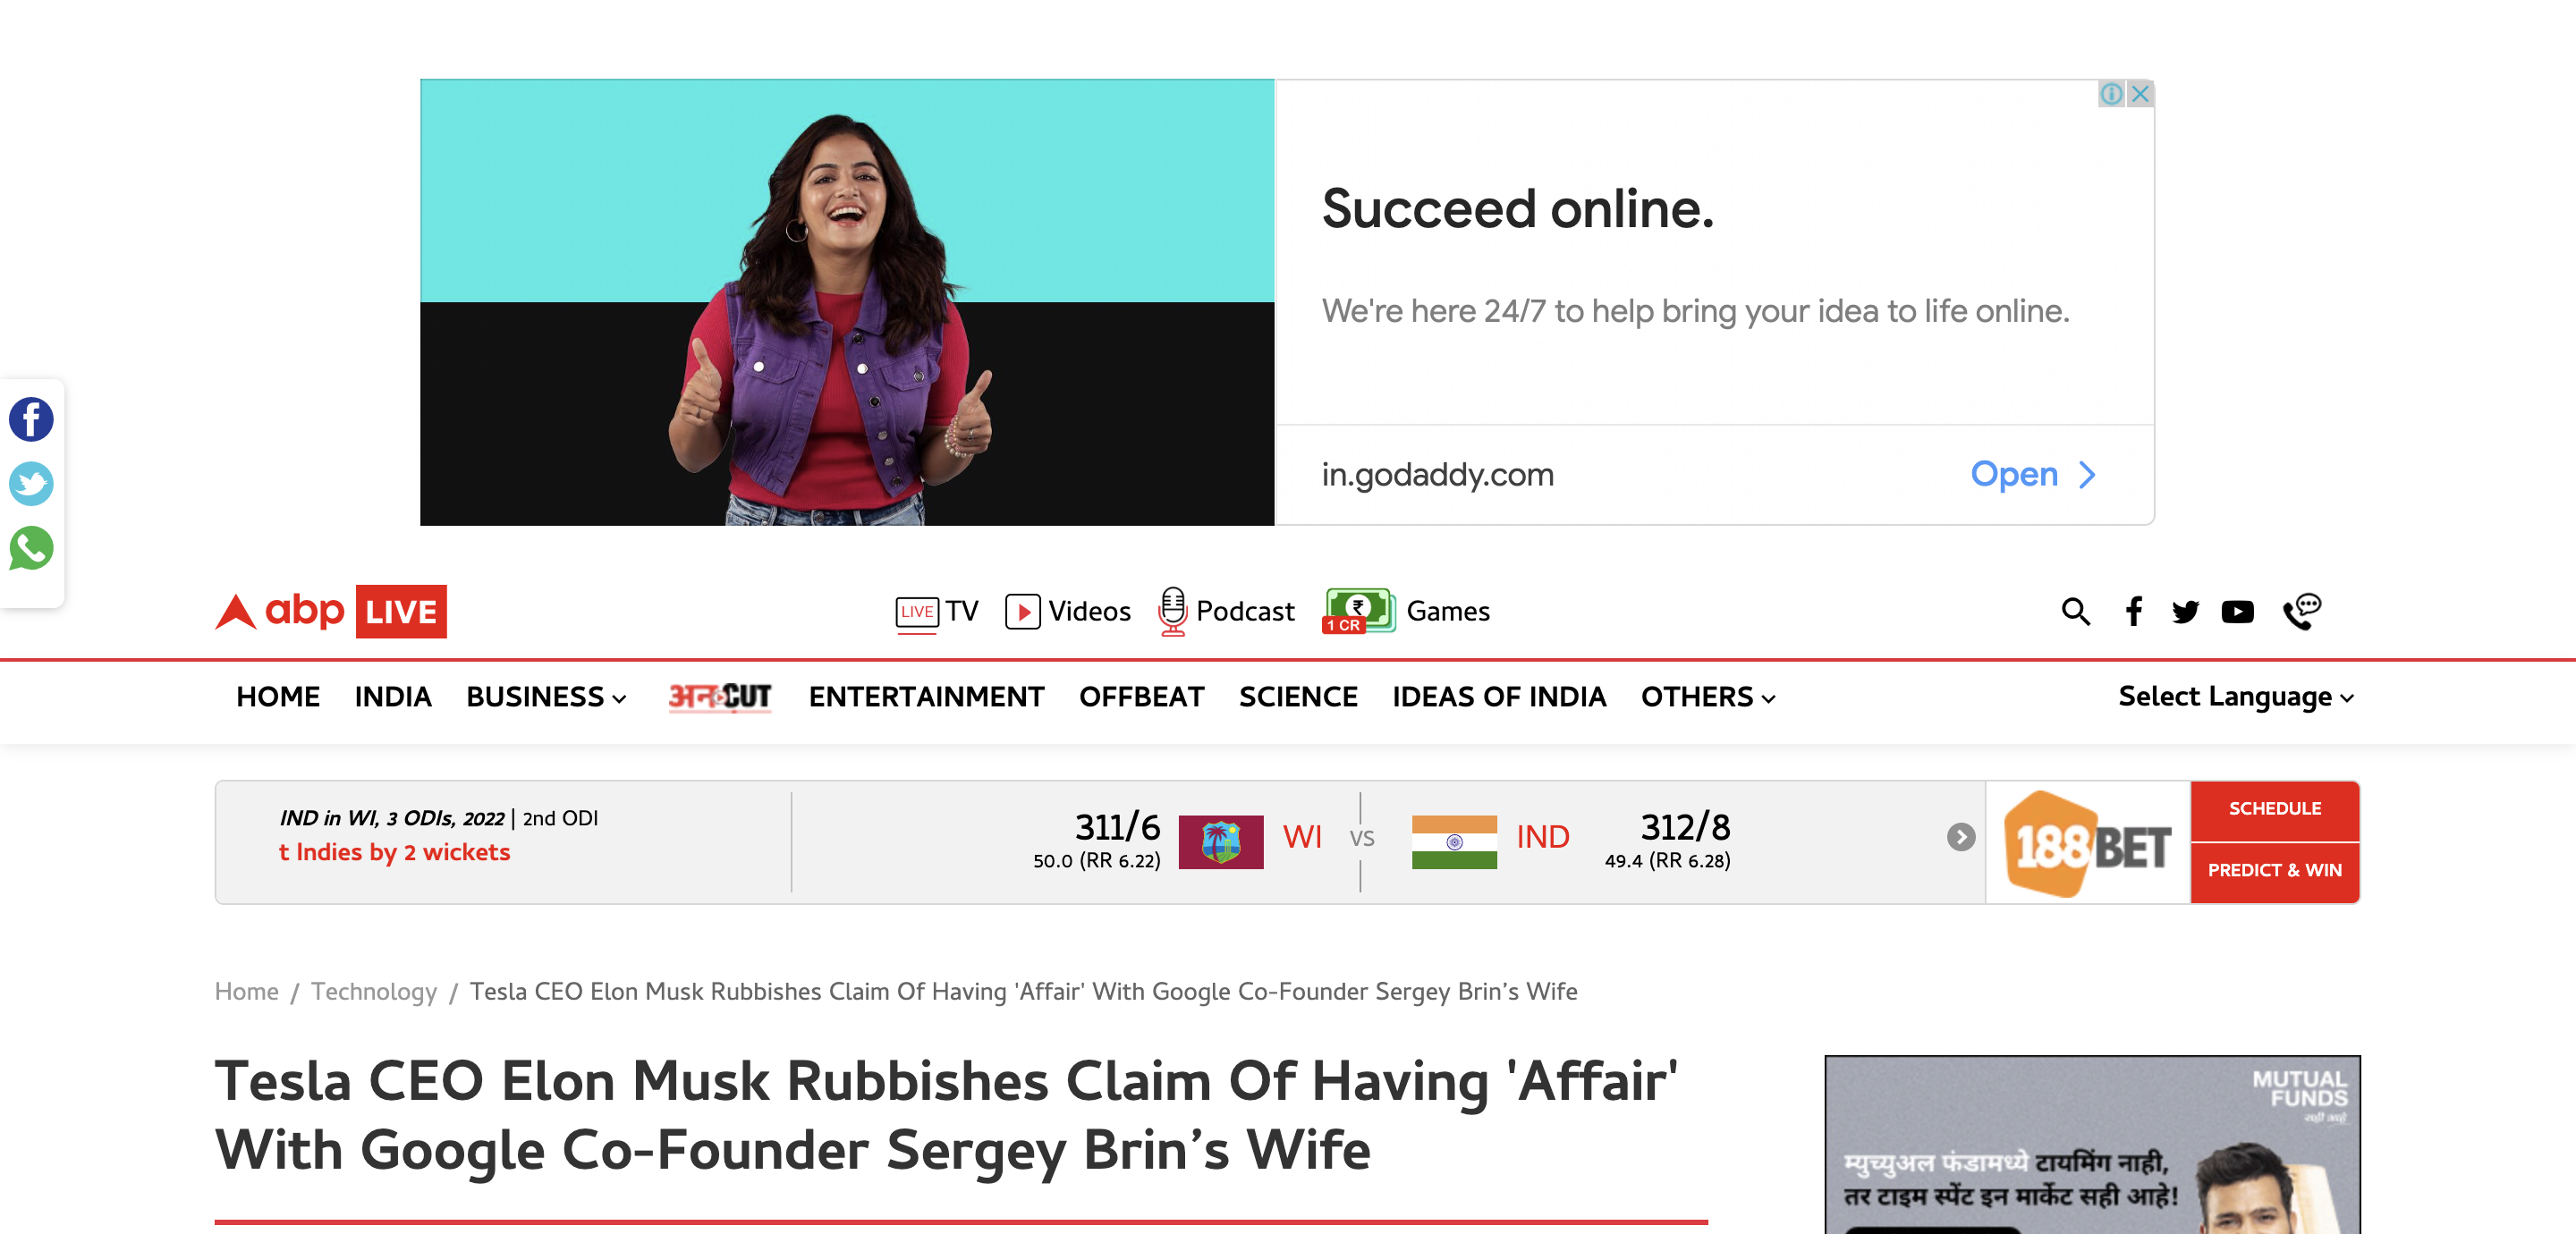 Succeed online.
We're here 24/7 to help bring your idea to life online.
in.godaddy.com
Open
abp LIVE
LIVE TV
Videos
Podcast
₹ 1 CR Games
HOME INDIA BUSINESS अनCUT ENTERTAINMENT OFFBEAT SCIENCE IDEAS OF INDIA OTHERS Select Language
IND in WI, 3 ODIs, 2022 | 2nd ODI
t Indies by 2 wickets
311/6
50.0 (RR 6.22)
WI
VS
IND
312/8
49.4 (RR 6.28)
188BET
SCHEDULE
PREDICT & WIN
Home / Technology / Tesla CEO Elon Musk Rubbishes Claim Of Having 'Affair' With Google Co-Founder Sergey Brin’s Wife
Tesla CEO Elon Musk Rubbishes Claim Of Having 'Affair'
With Google Co-Founder Sergey Brin’s Wife
MUTUAL
FUNDS
सही आहे
म्युच्युअल फंडामध्ये टायमिंग नाही,
तर टाइम स्पेंट इन मार्केट सही आहे!